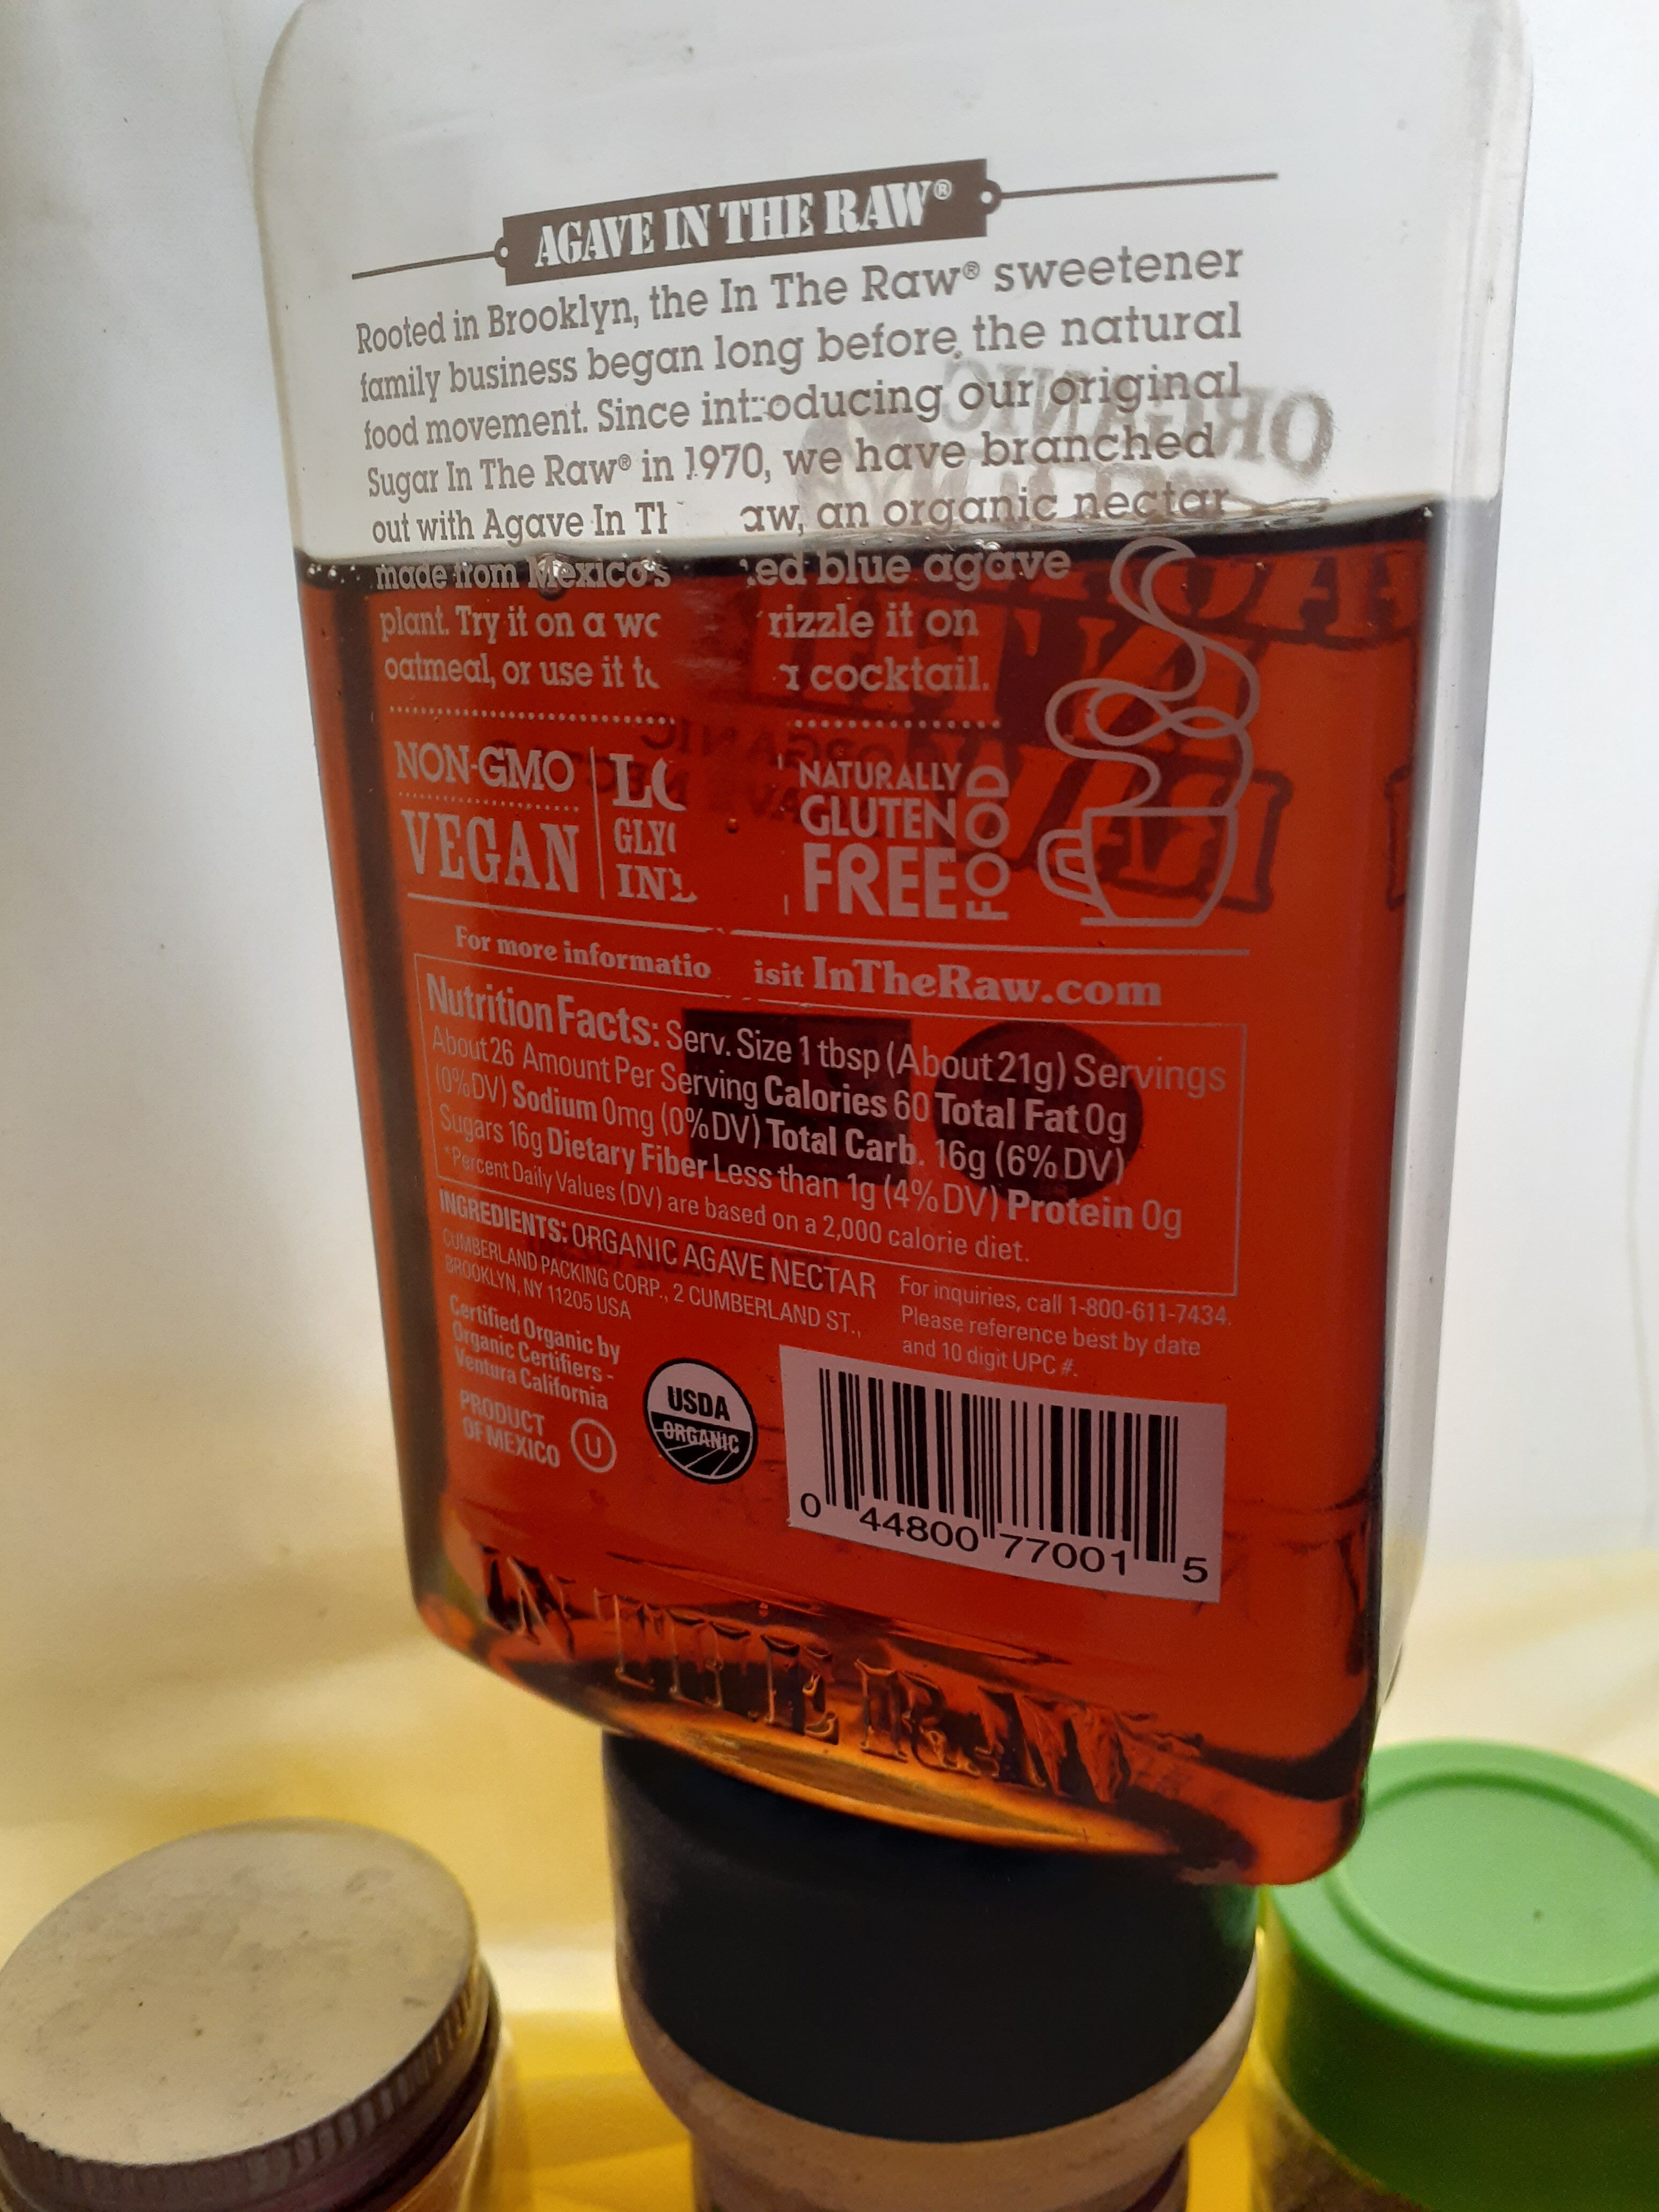 AGAVE IN THE RAW®
Rooted in Brooklyn, the In The Raw® sweetener
family business began long before the natural
food movement. Since introducing our original
Sugar In The Raw® in 1970, we have branched
out with Agave In Th aw, an organic nectar
made from Mexico's ed blue agave
plant. Try it on a rizzle it on
oatmeal, or use it cocktail.
NON-GMO
VEGAN
NATURALLY
GLUTEN
FREE
FOOD
For more informatio isit InTheRaw.com
Nutrition Facts: Serv. Size 1 tbsp (About 21g) Servings
About 26 Amount Per Serving Calories 60 Total Fat 0g
(0% DV) Sodium 0mg (0% DV) Total Carb. 16g (6% DV)
Sugars 16g Dietary Fiber Less than 1g (4% DV) Protein 0g
*Percent Daily Values (DV) are based on a 2,000 calorie diet.
INGREDIENTS: ORGANIC AGAVE NECTAR
CUMBERLAND PACKING CORP., 2 CUMBERLAND ST.,
BROOKLYN, NY 11205 USA
For inquiries, call 1-800-611-7434.
Please reference best by date
and 10 digit UPC #.
Certified Organic by
Organic Certifiers -
Ventura California
PRODUCT
OF MEXICO
U
USDA
ORGANIC
0 44800 77001 5
IN THE RAW